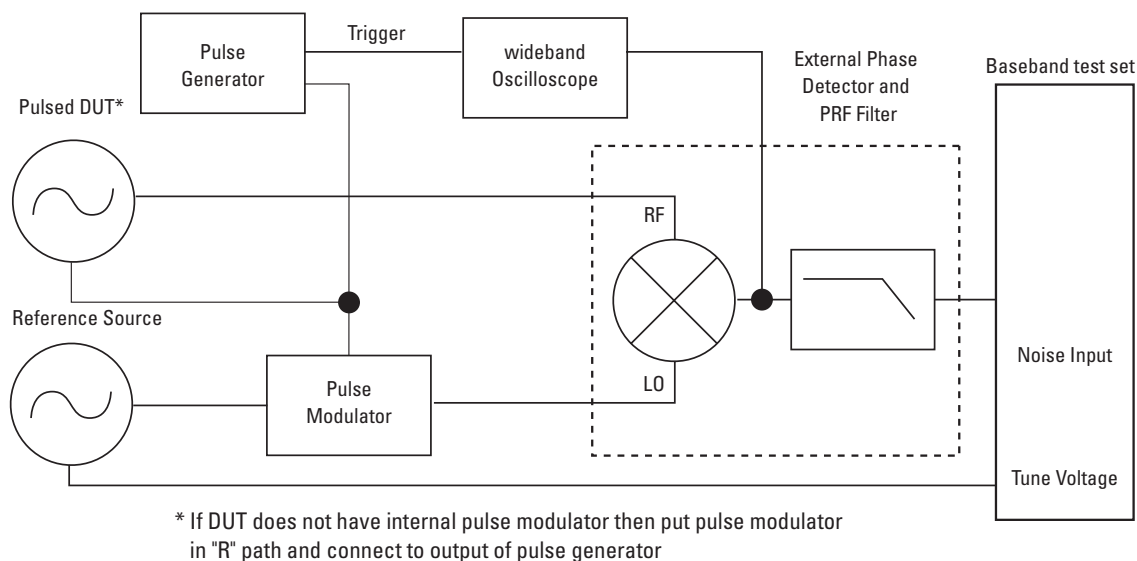 Pulse
Generator
Trigger
wideband
Oscilloscope
External Phase
Detector and
PRF Filter
Baseband test set
Pulsed DUT*
RF
Reference Source
Noise Input
LO
Pulse
Modulator
Tune Voltage
* If DUT does not have internal pulse modulator then put pulse modulator
in "R" path and connect to output of pulse generator